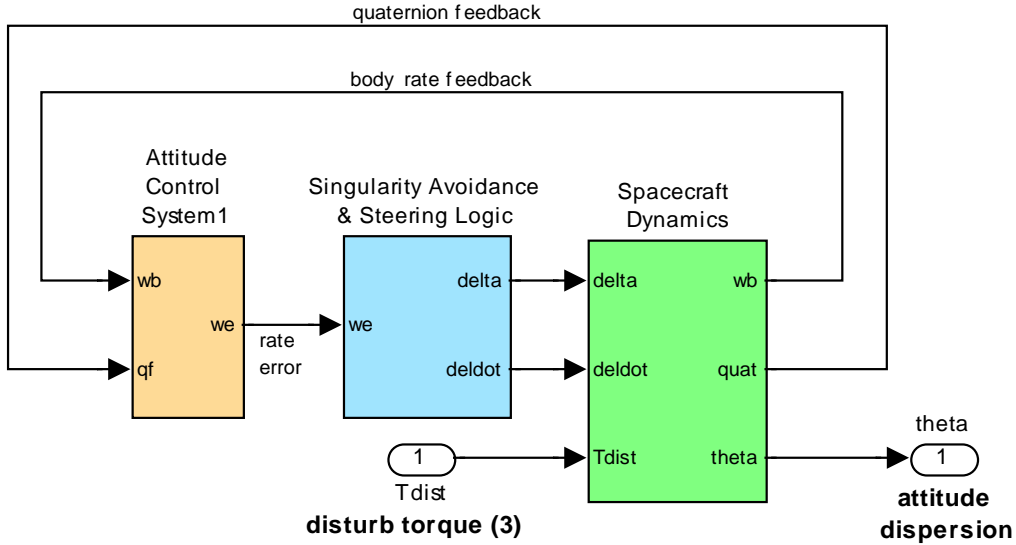 quaternion feedback
body rate feedback
Attitude
Control
System1
Singularity Avoidance
& Steering Logic
Spacecraft
Dynamics
wb
qf
we
rate
error
we
delta
deldot
delta
deldot
Tdist
wb
quat
theta
1
Tdist
disturb torque (3)
theta
1
attitude
dispersion